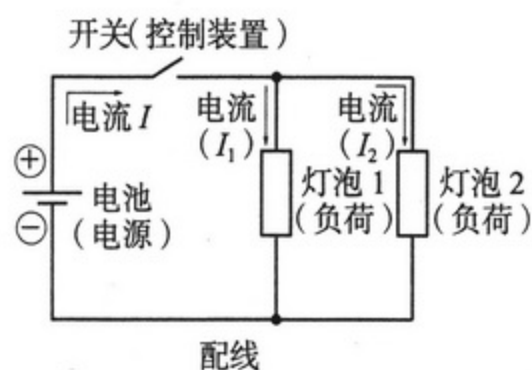 开关(控制装置)
电流 I
电流
(I₁)
电流
(I₂)
⊕
⊖
电池
(电源)
灯泡 1
(负荷)
灯泡 2
(负荷)
配线